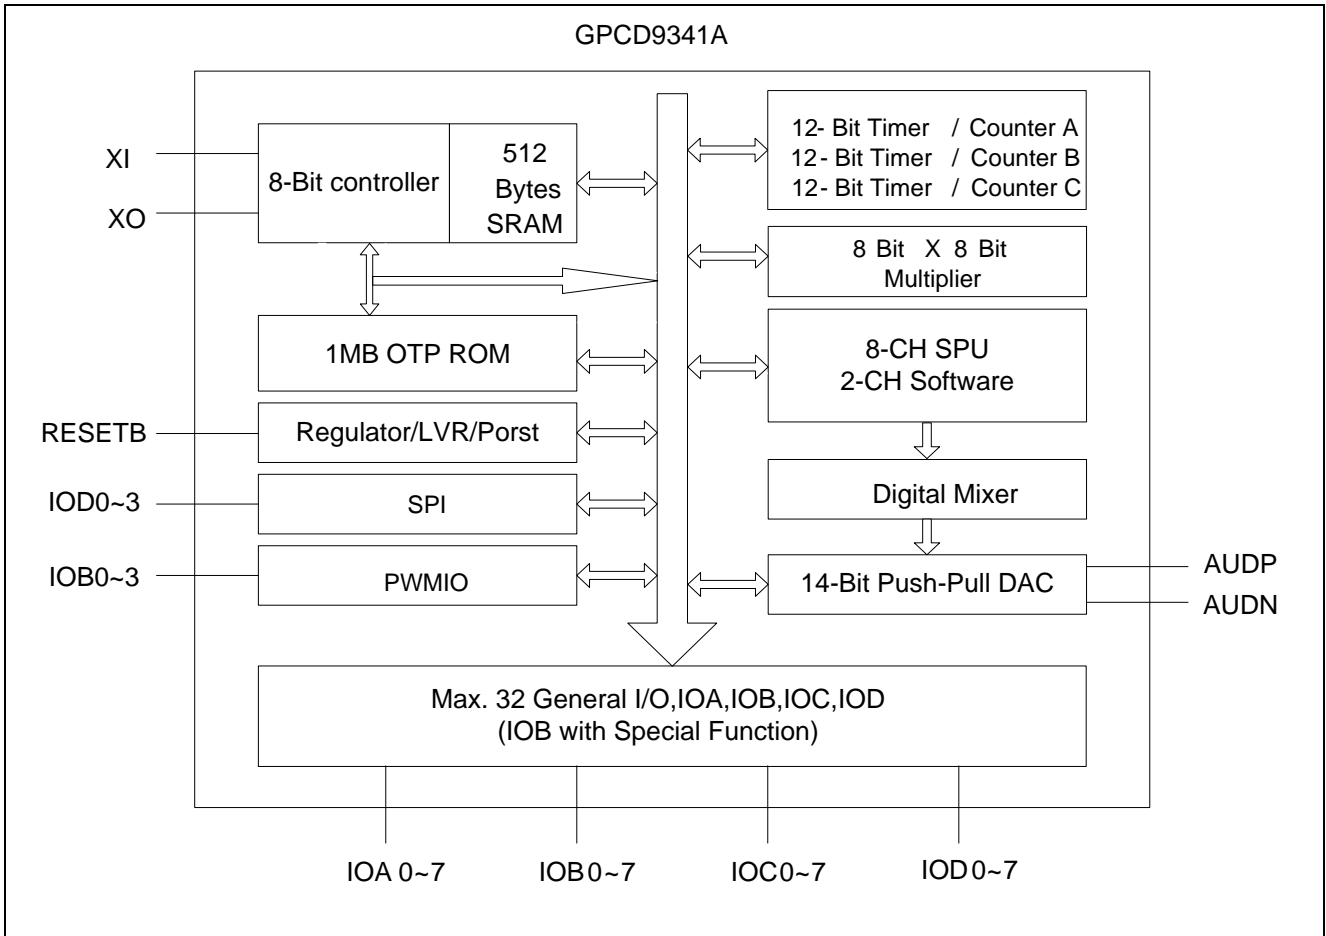 GPCD9341A
XI
XO
8-Bit controller
512
Bytes
SRAM
12- Bit Timer / Counter A
12- Bit Timer / Counter B
12- Bit Timer / Counter C
8 Bit X 8 Bit
Multiplier
1MB OTP ROM
8-CH SPU
2-CH Software
RESETB
Regulator/LVR/Porst
IOD0~3
SPI
Digital Mixer
IOB0~3
PWMIO
14-Bit Push-Pull DAC
AUDP
AUDN
Max. 32 General I/O,IOA,IOB,IOC,IOD
(IOB with Special Function)
IOA 0~7
IOB 0~7
IOC 0~7
IOD 0~7